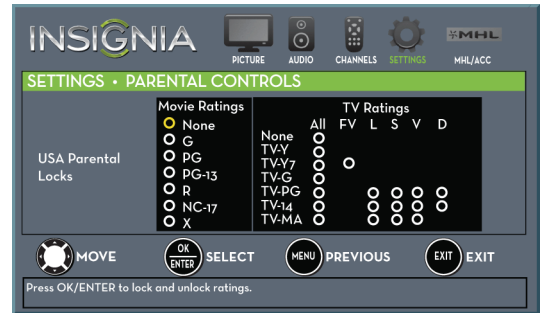 INSIGNIA
PICTURE AUDIO CHANNELS SETTINGS MHL MHL/ACC
SETTINGS • PARENTAL CONTROLS
Movie Ratings TV Ratings
All FV L S V D
USA Parental
Locks
None
G
PG
PG-13
R
NC-17
X
None
TV-Y
TV-Y7
TV-G
TV-PG
TV-14
TV-MA
MOVE OK/ENTER SELECT MENU PREVIOUS EXIT EXIT
Press OK/ENTER to lock and unlock ratings.